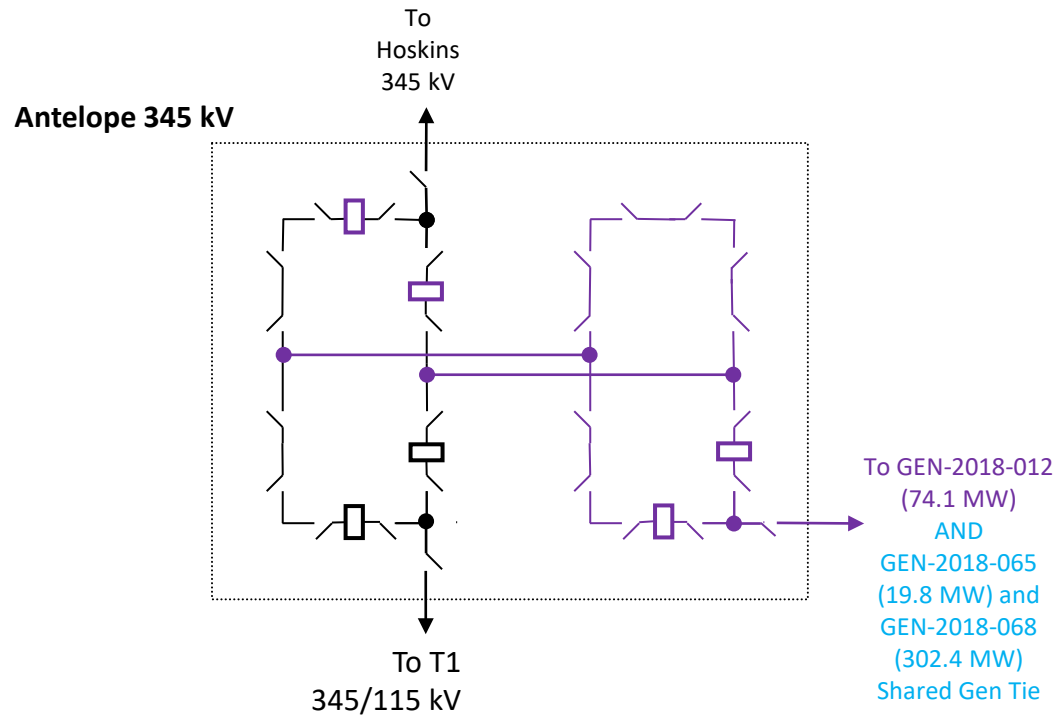 To
Hoskins
345 kV
Antelope 345 kV
To GEN-2018-012
(74.1 MW)
AND
GEN-2018-065
(19.8 MW) and
GEN-2018-068
(302.4 MW)
Shared Gen Tie
To T1
345/115 kV